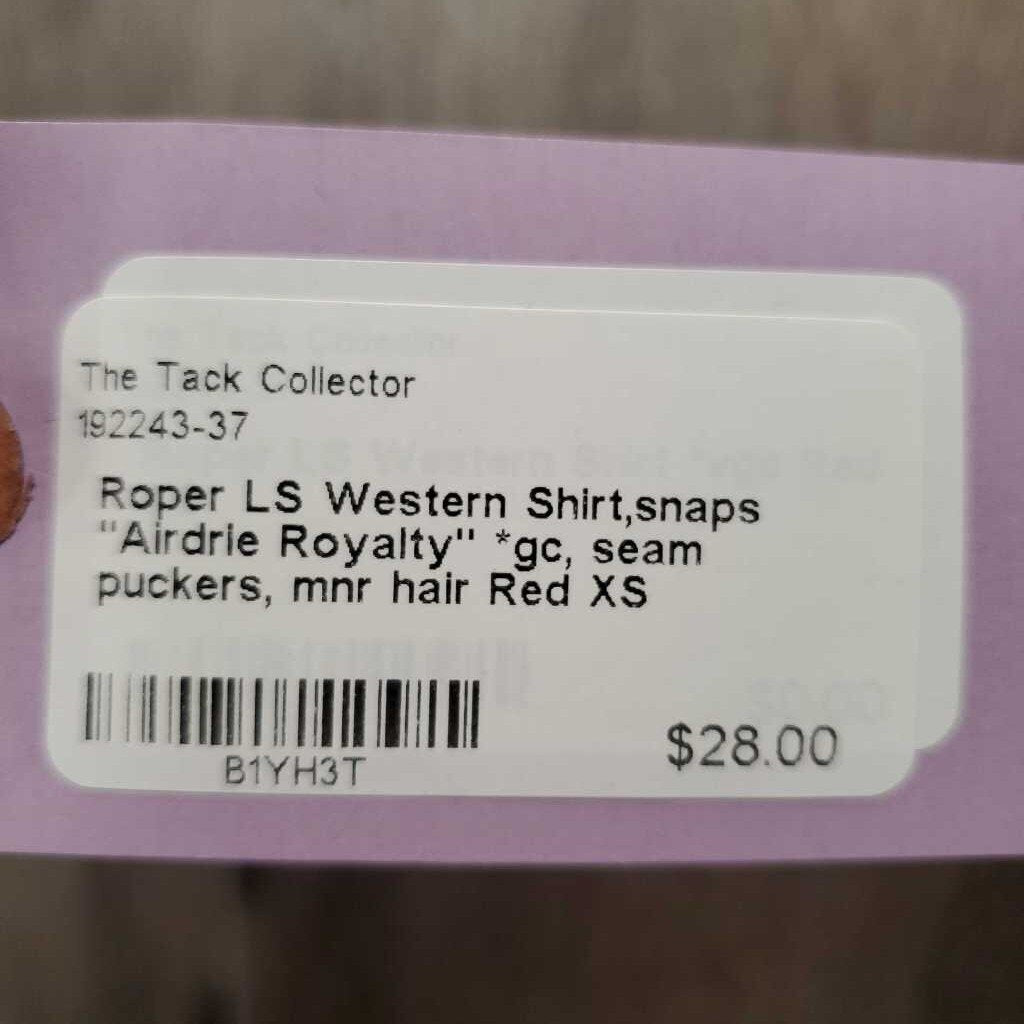 The Tack Collector
192243-37
Roper LS Western Shirt,snaps
"Airdrie Royalty" *gc, seam
puckers, mnr hair Red XS
B1YH3T
$28.00